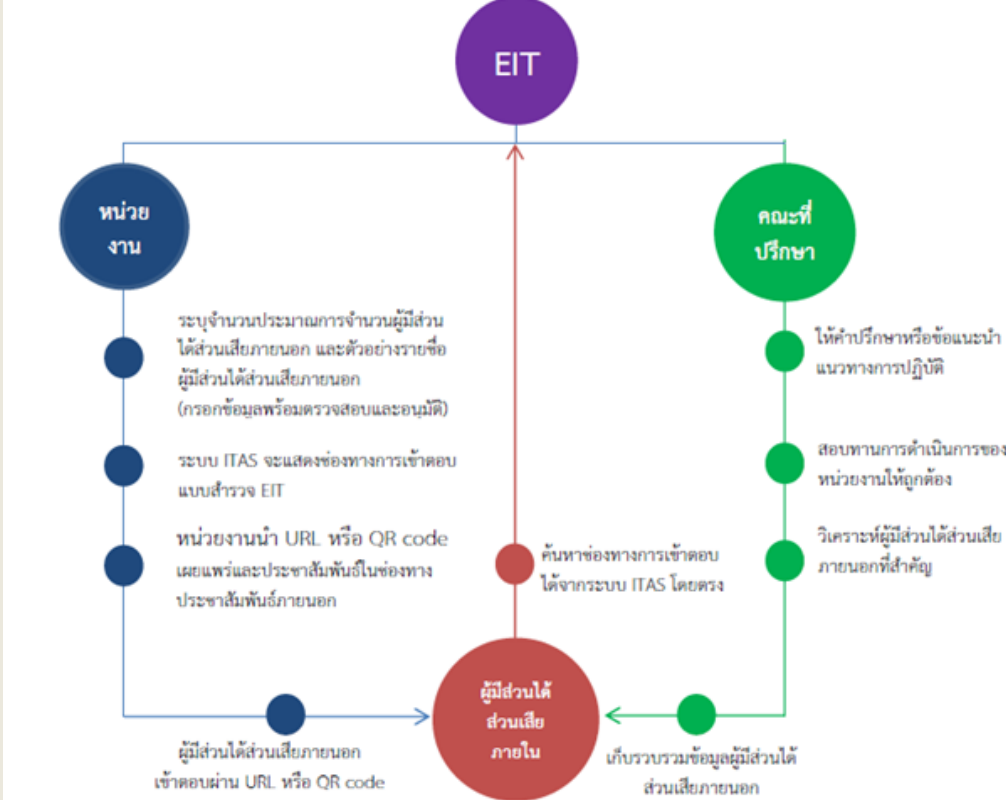 EIT
หน่วย
งาน
ระบุจำนวนประมาณการจำนวนผู้มีส่วน
ได้ส่วนเสียภายนอก และตัวอย่างรายชื่อ
ผู้มีส่วนได้ส่วนเสียภายนอก
(กรอกข้อมูลพร้อมตรวจสอบและอนุมัติ)
ระบบ ITAS จะแสดงช่องทางการเข้าตอบ
แบบสำรวจ EIT
หน่วยงานนำ URL หรือ QR code
เผยแพร่และประชาสัมพันธ์ในช่องทาง
ประชาสัมพันธ์ภายนอก
ผู้มีส่วนได้ส่วนเสียภายนอก
เข้าตอบผ่าน URL หรือ QR code
ค้นหาช่องทางการเข้าตอบ
ได้จากระบบ ITAS โดยตรง
ผู้มีส่วนได้
ส่วนเสีย
ภายใน
คณะที่
ปรึกษา
ให้คำปรึกษาหรือข้อแนะนำ
แนวทางการปฏิบัติ
สอบทานการดำเนินการของ
หน่วยงานให้ถูกต้อง
วิเคราะห์ผู้มีส่วนได้ส่วนเสีย
ภายนอกที่สำคัญ
เก็บรวบรวมข้อมูลผู้มีส่วนได้
ส่วนเสียภายนอก